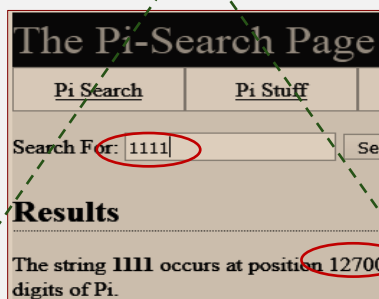 The Pi-Search Page
Pi Search Pi Stuff
Search For: 1111 Se
Results
The string 1111 occurs at position 12700
digits of Pi.